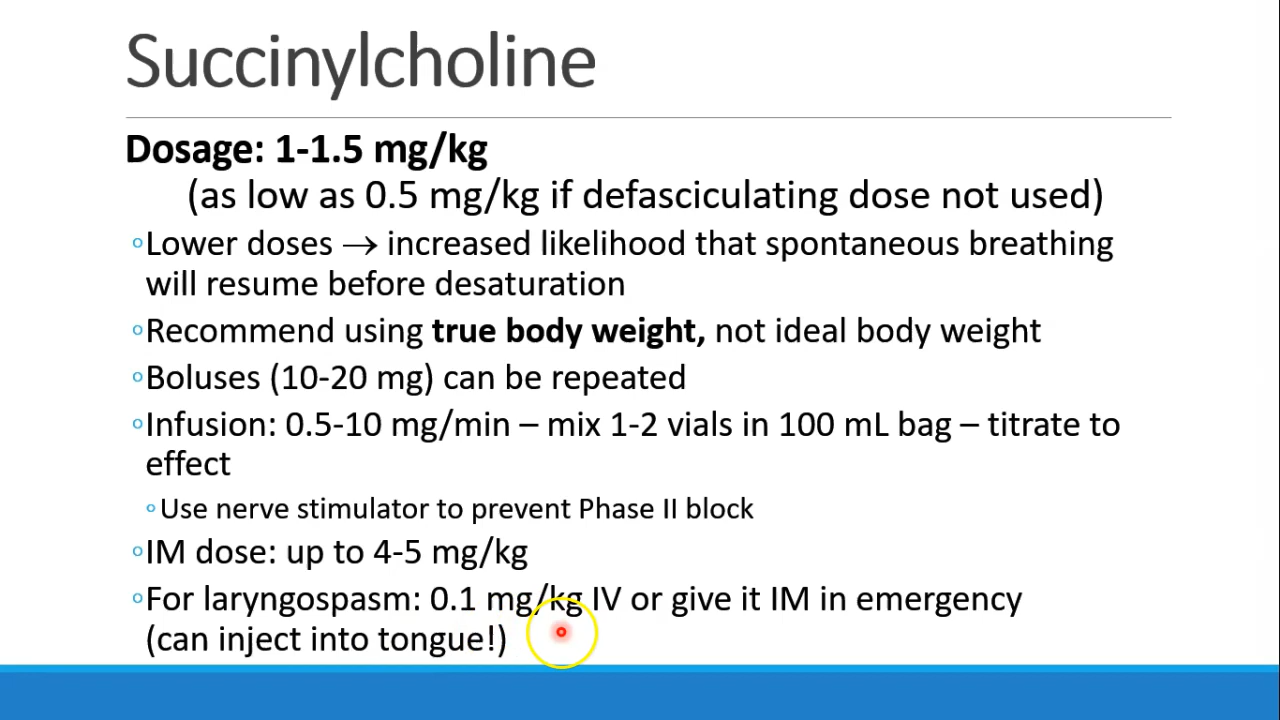 Succinylcholine
Dosage: 1-1.5 mg/kg
(as low as 0.5 mg/kg if defasciculating dose not used)
◦Lower doses → increased likelihood that spontaneous breathing
will resume before desaturation
◦Recommend using true body weight, not ideal body weight
◦Boluses (10-20 mg) can be repeated
◦Infusion: 0.5-10 mg/min – mix 1-2 vials in 100 mL bag – titrate to
effect
◦Use nerve stimulator to prevent Phase II block
◦IM dose: up to 4-5 mg/kg
◦For laryngospasm: 0.1 mg/kg IV or give it IM in emergency
(can inject into tongue!)